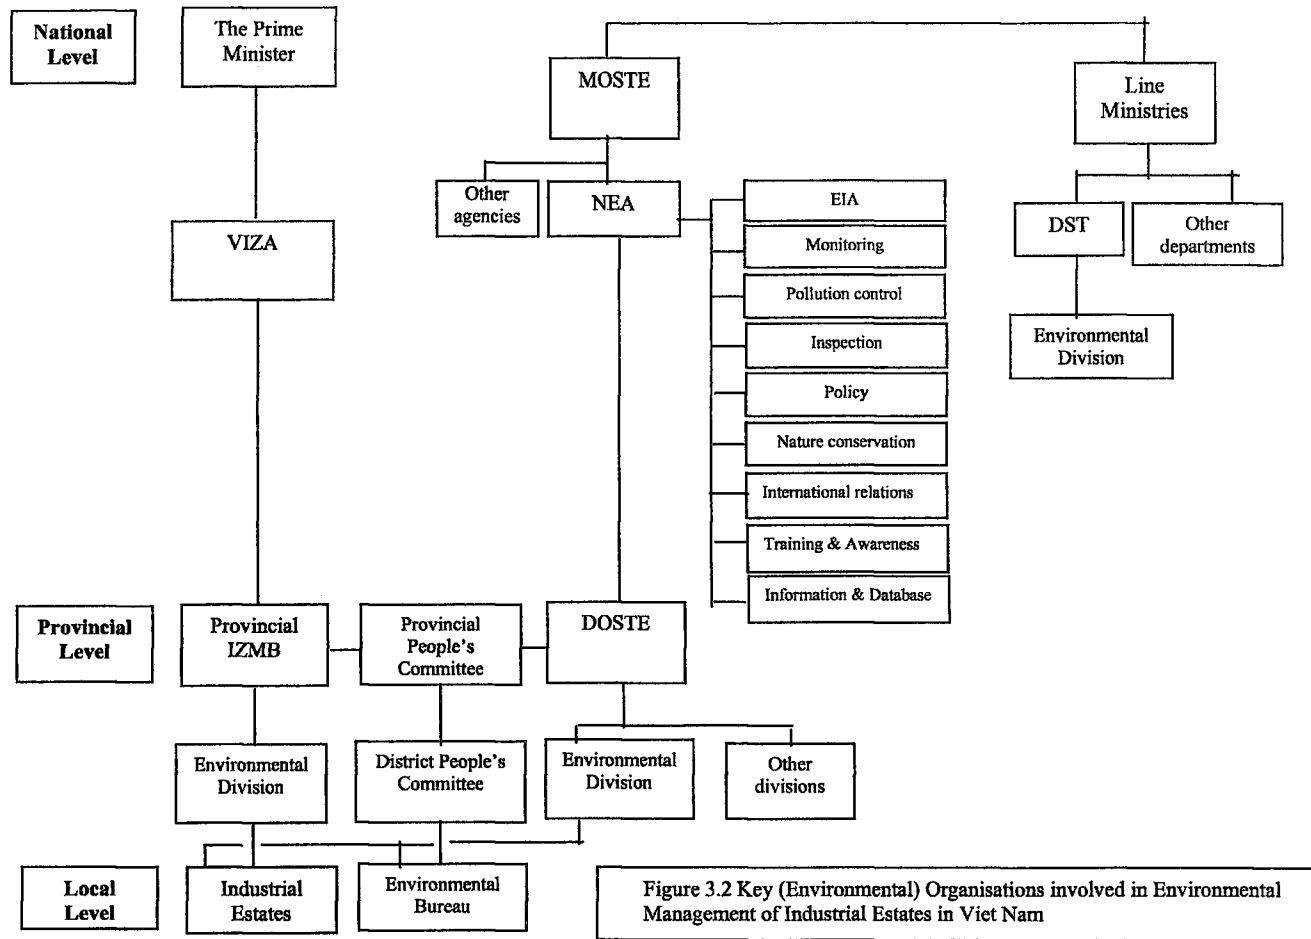 National
Level
The Prime
Minister
MOSTE
Line
Ministries
Other
agencies
NEA
EIA
DST
Other
departments
VIZA
Monitoring
Pollution control
Inspection
Environmental
Division
Policy
Nature conservation
International relations
Training & Awareness
Information & Database
Provincial
Level
Provincial
IZMB
Provincial
People's
Committee
DOSTE
Environmental
Division
District People's
Committee
Environmental
Division
Other
divisions
Local
Level
Industrial
Estates
Environmental
Bureau
Figure 3.2 Key (Environmental) Organisations involved in Environmental
Management of Industrial Estates in Viet Nam